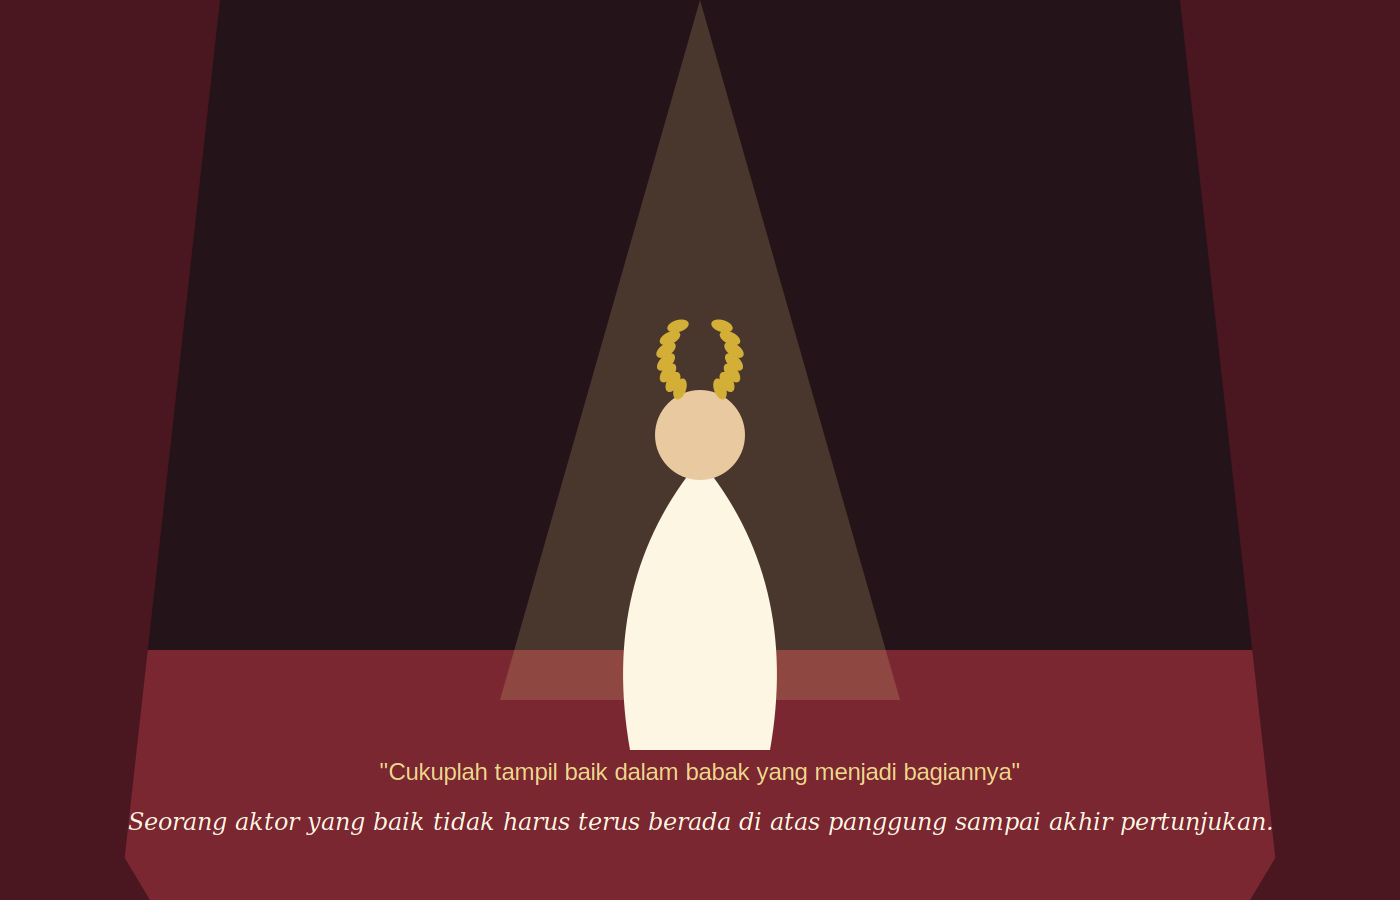 "Cukuplah tampil baik dalam babak yang menjadi bagiannya"
Seorang aktor yang baik tidak harus terus berada di atas panggung sampai akhir pertunjukan.